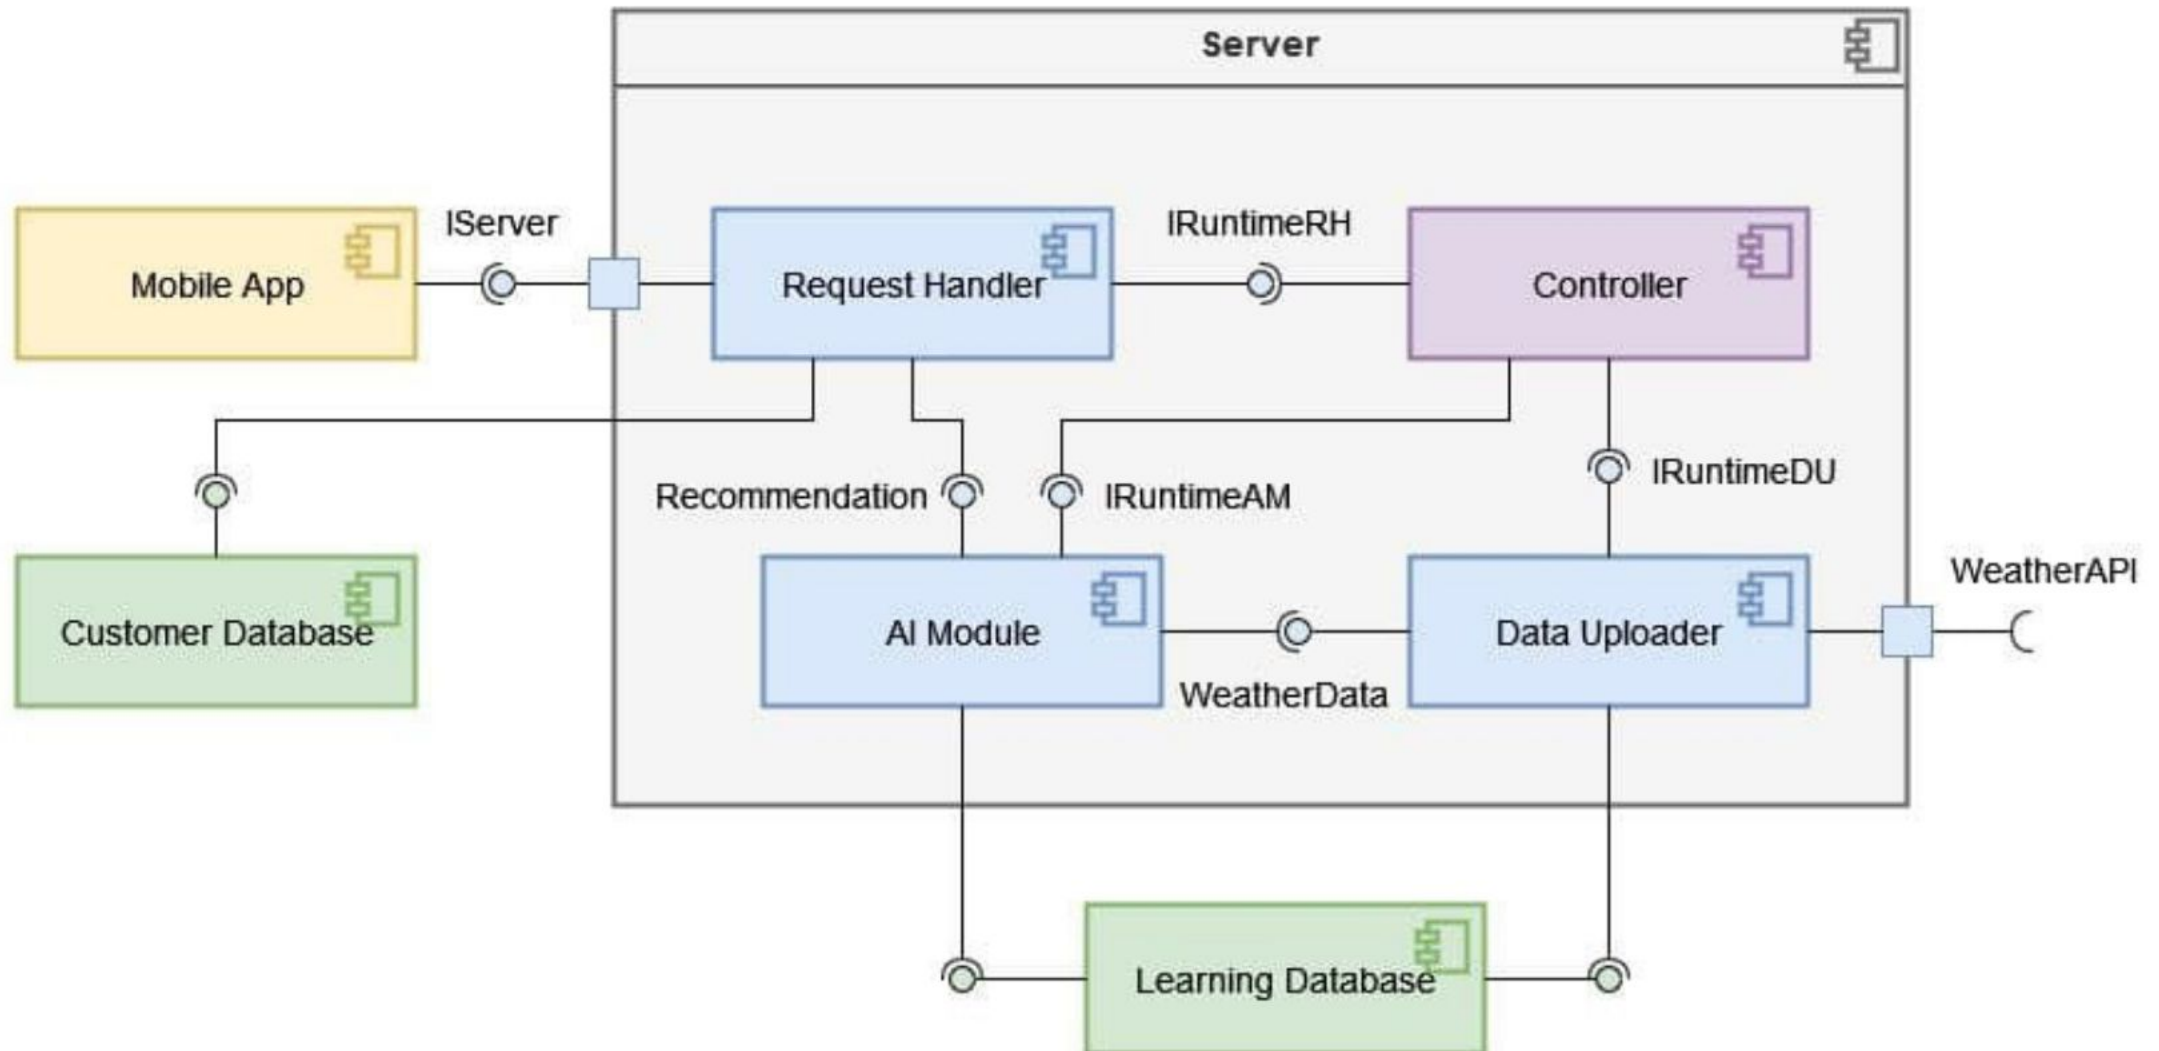 Server
IServer
IRuntimeRH
Mobile App
Request Handler
Controller
Recommendation
IRuntimeAM
IRuntimeDU
WeatherAPI
Customer Database
AI Module
Data Uploader
WeatherData
Learning Database